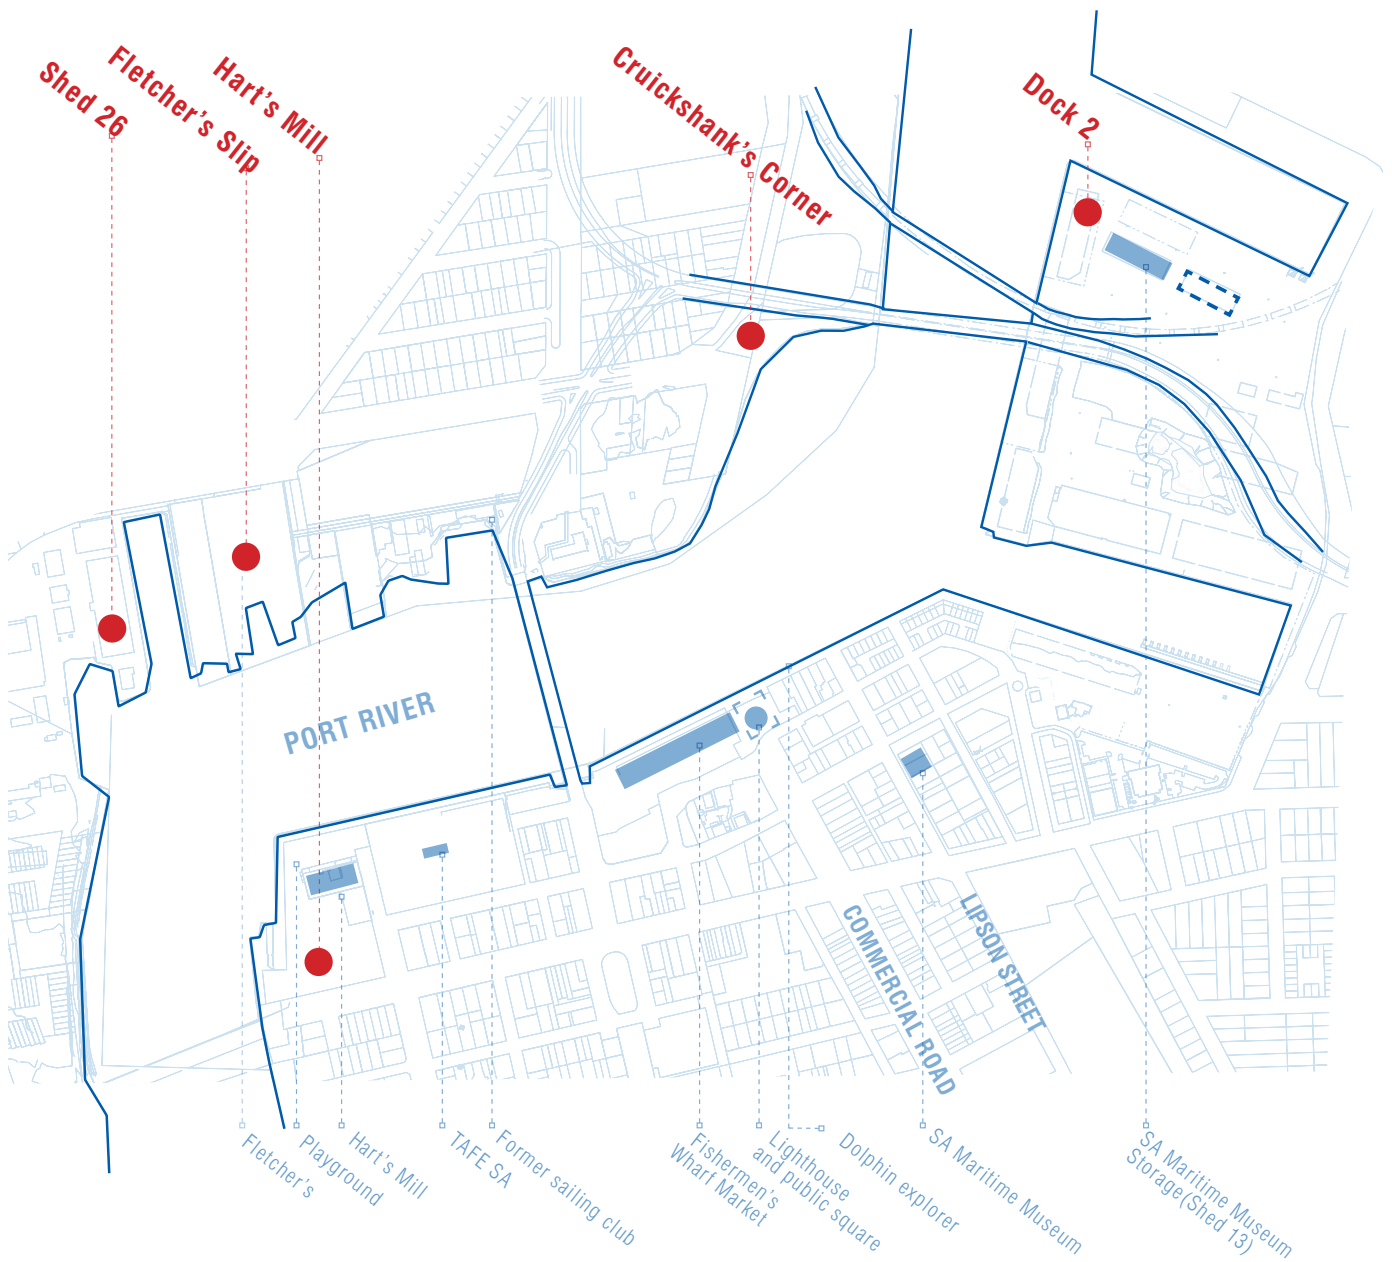 Shed 26
Fletcher's Slip
Hart's Mill
Cruickshank's Corner
Dock 2
PORT RIVER
COMMERCIAL ROAD
LIPSON STREET
Fletcher's
Playground
Hart's Mill
TAFE SA
Former sailing club
Fishermen's
Wharf Market
Lighthouse
and public square
Dolphin explorer
SA Maritime Museum
SA Maritime Museum
Storage(Shed 13)